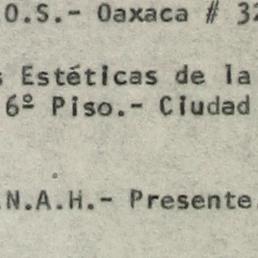 O.S.- Oaxaca # 32
s Estéticas de la
6º Piso.- Ciudad
.N.A.H.- Presente.